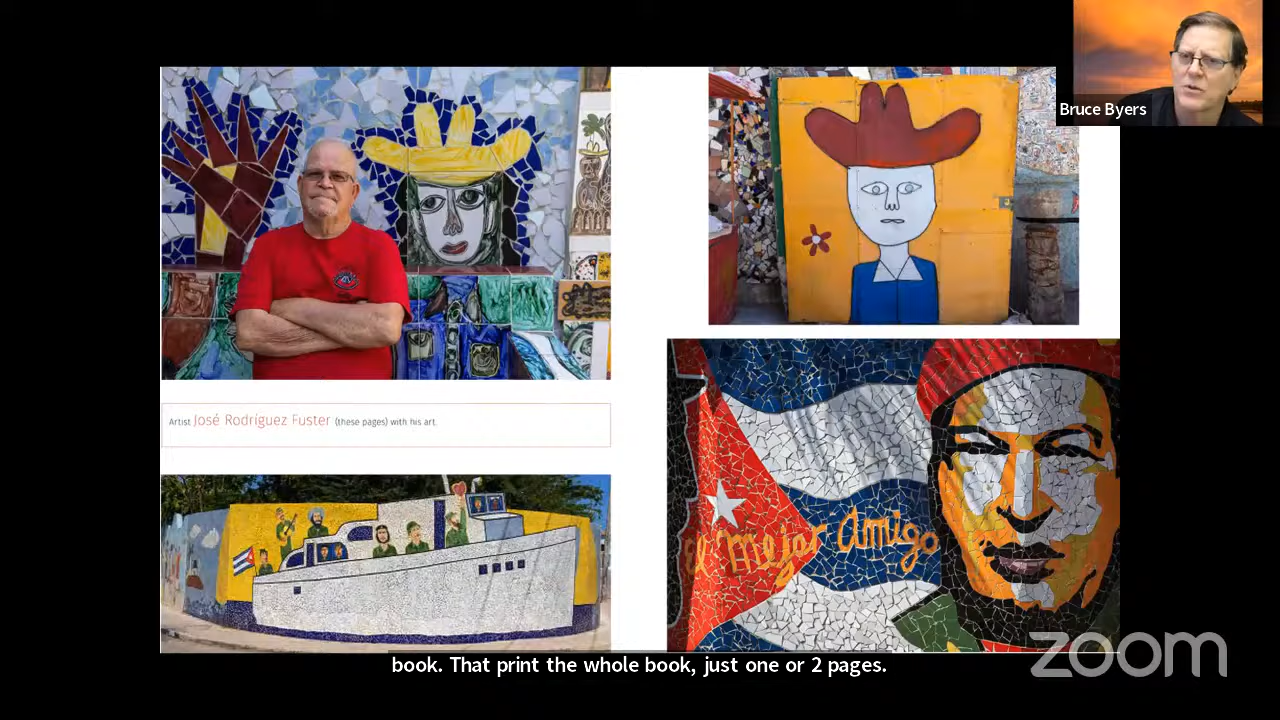 Bruce Byers
Artist José Rodríguez Fuster (these pages) with his art.
El Mejor Amigo
book. That print the whole book, just one or 2 pages.
zoom